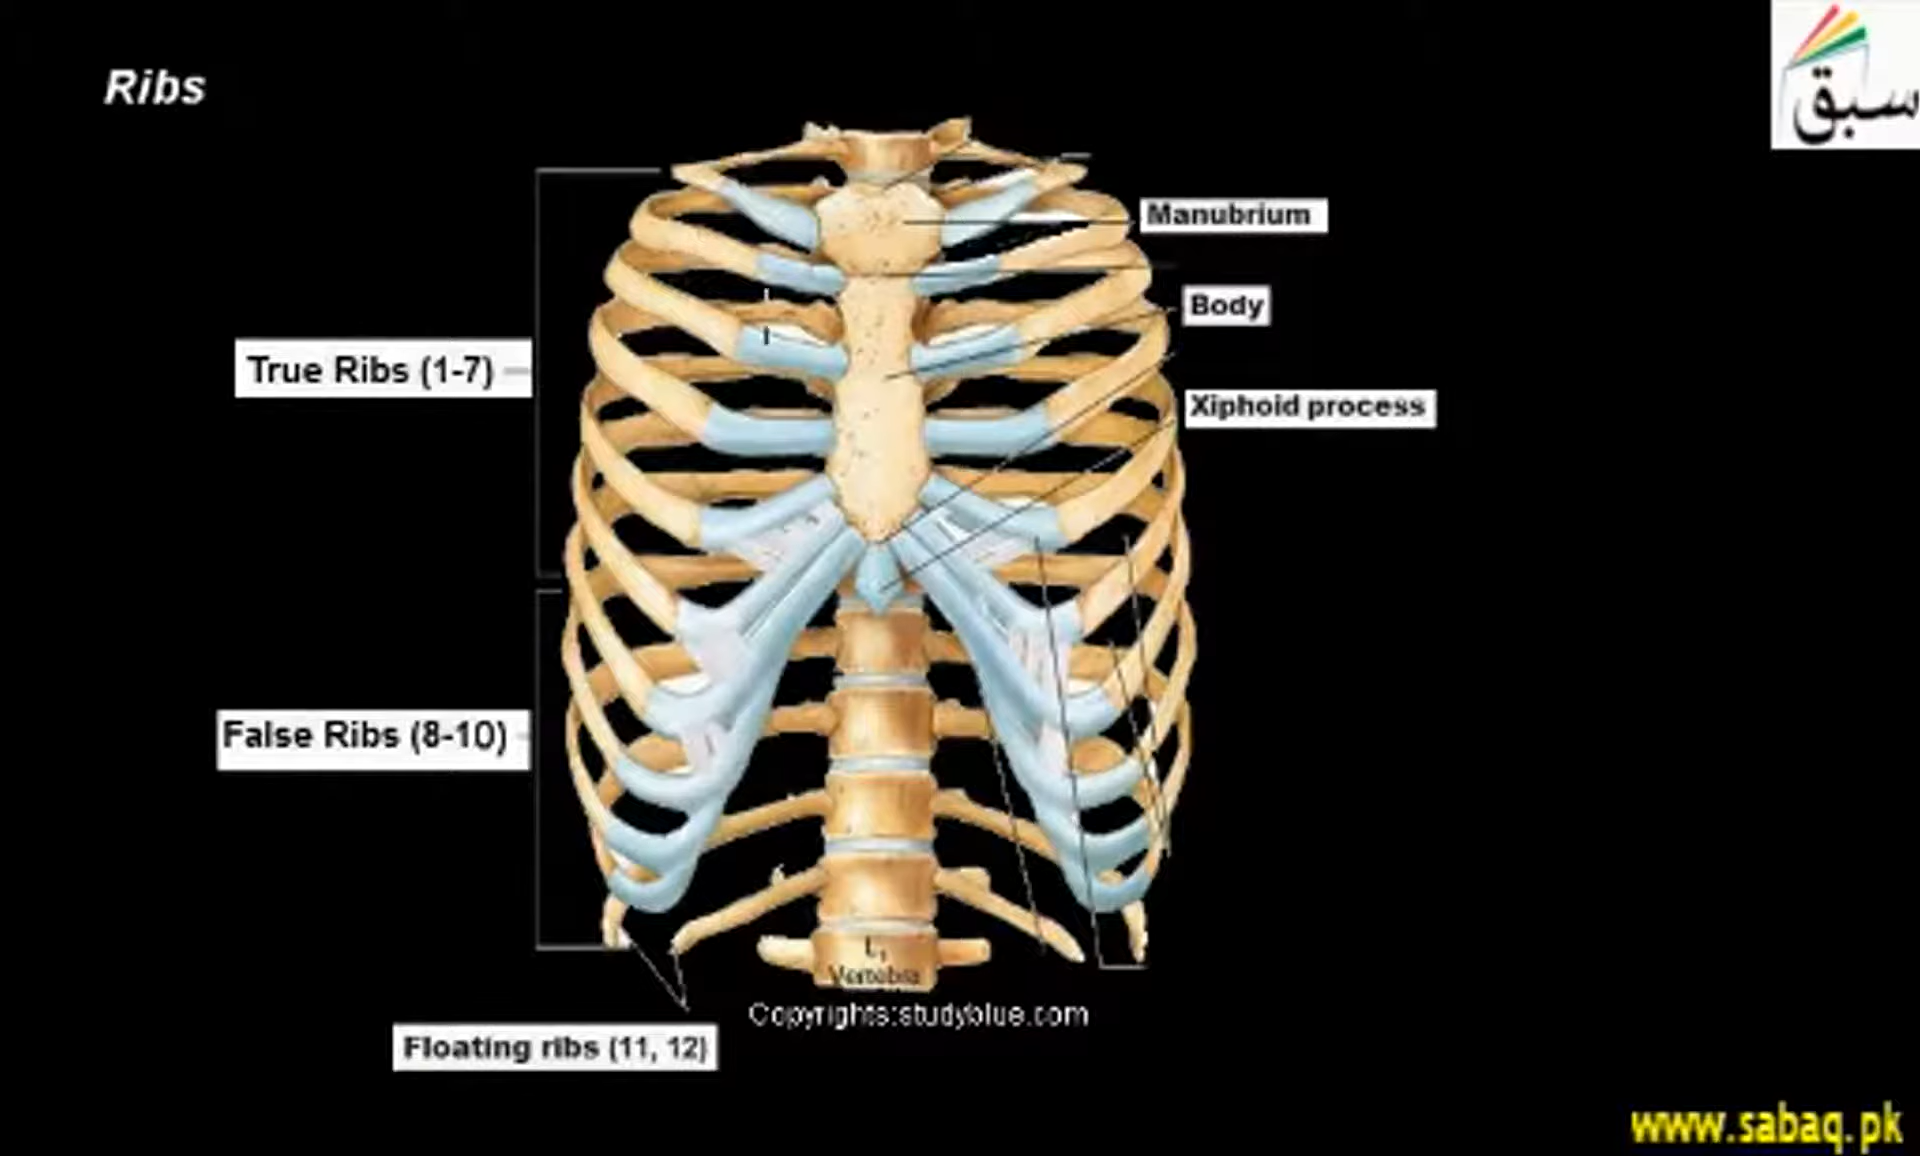 Ribs
سبق
Manubrium
Body
True Ribs (1-7)
Xiphoid process
False Ribs (8-10)
L₁
Vertebra
Copyrights:studyblue.com
Floating ribs (11, 12)
www.sabaq.pk